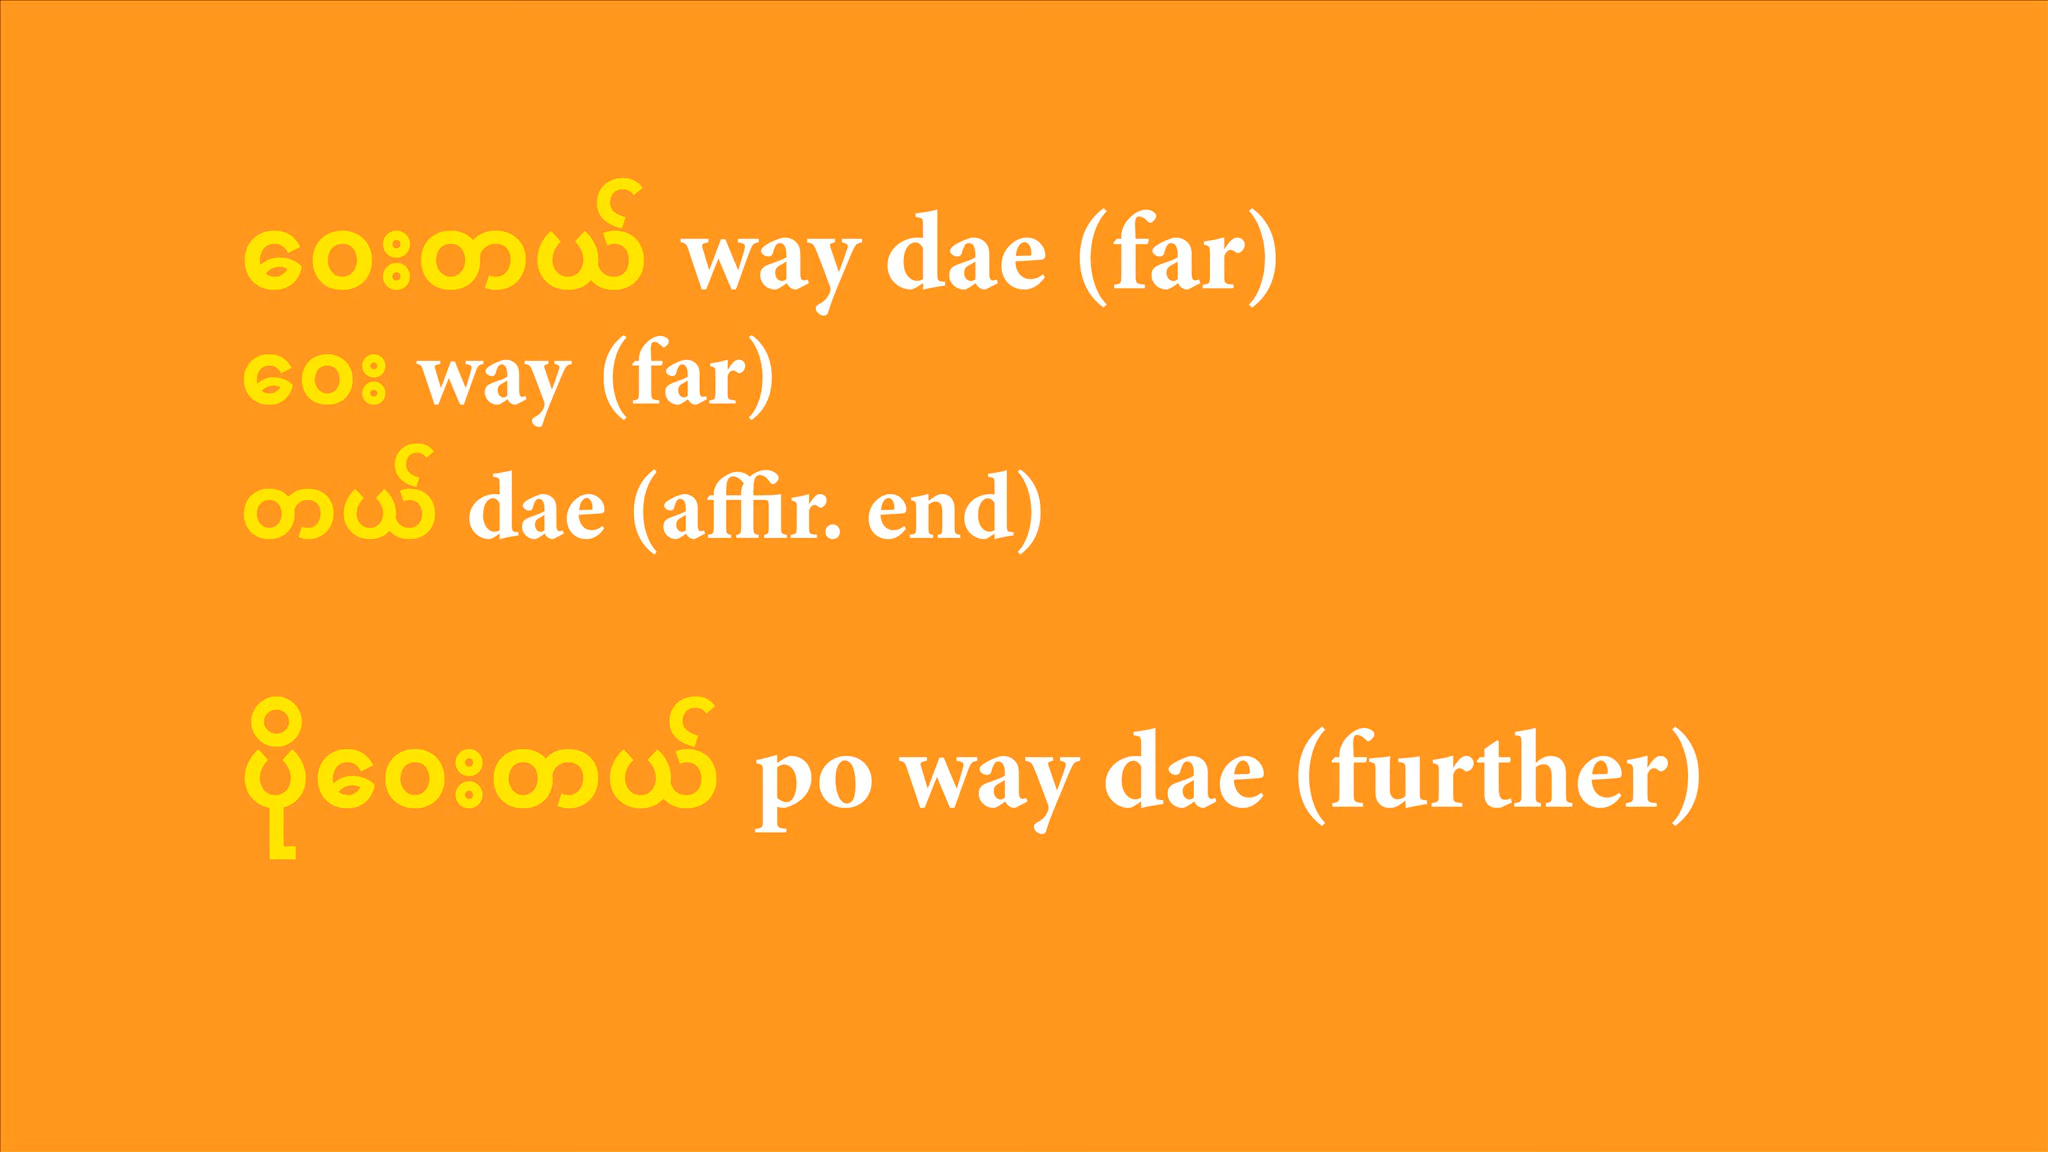 ဝေးတယ် way dae (far)
ဝေး way (far)
တယ် dae (affir. end)
ပိုဝေးတယ် po way dae (further)